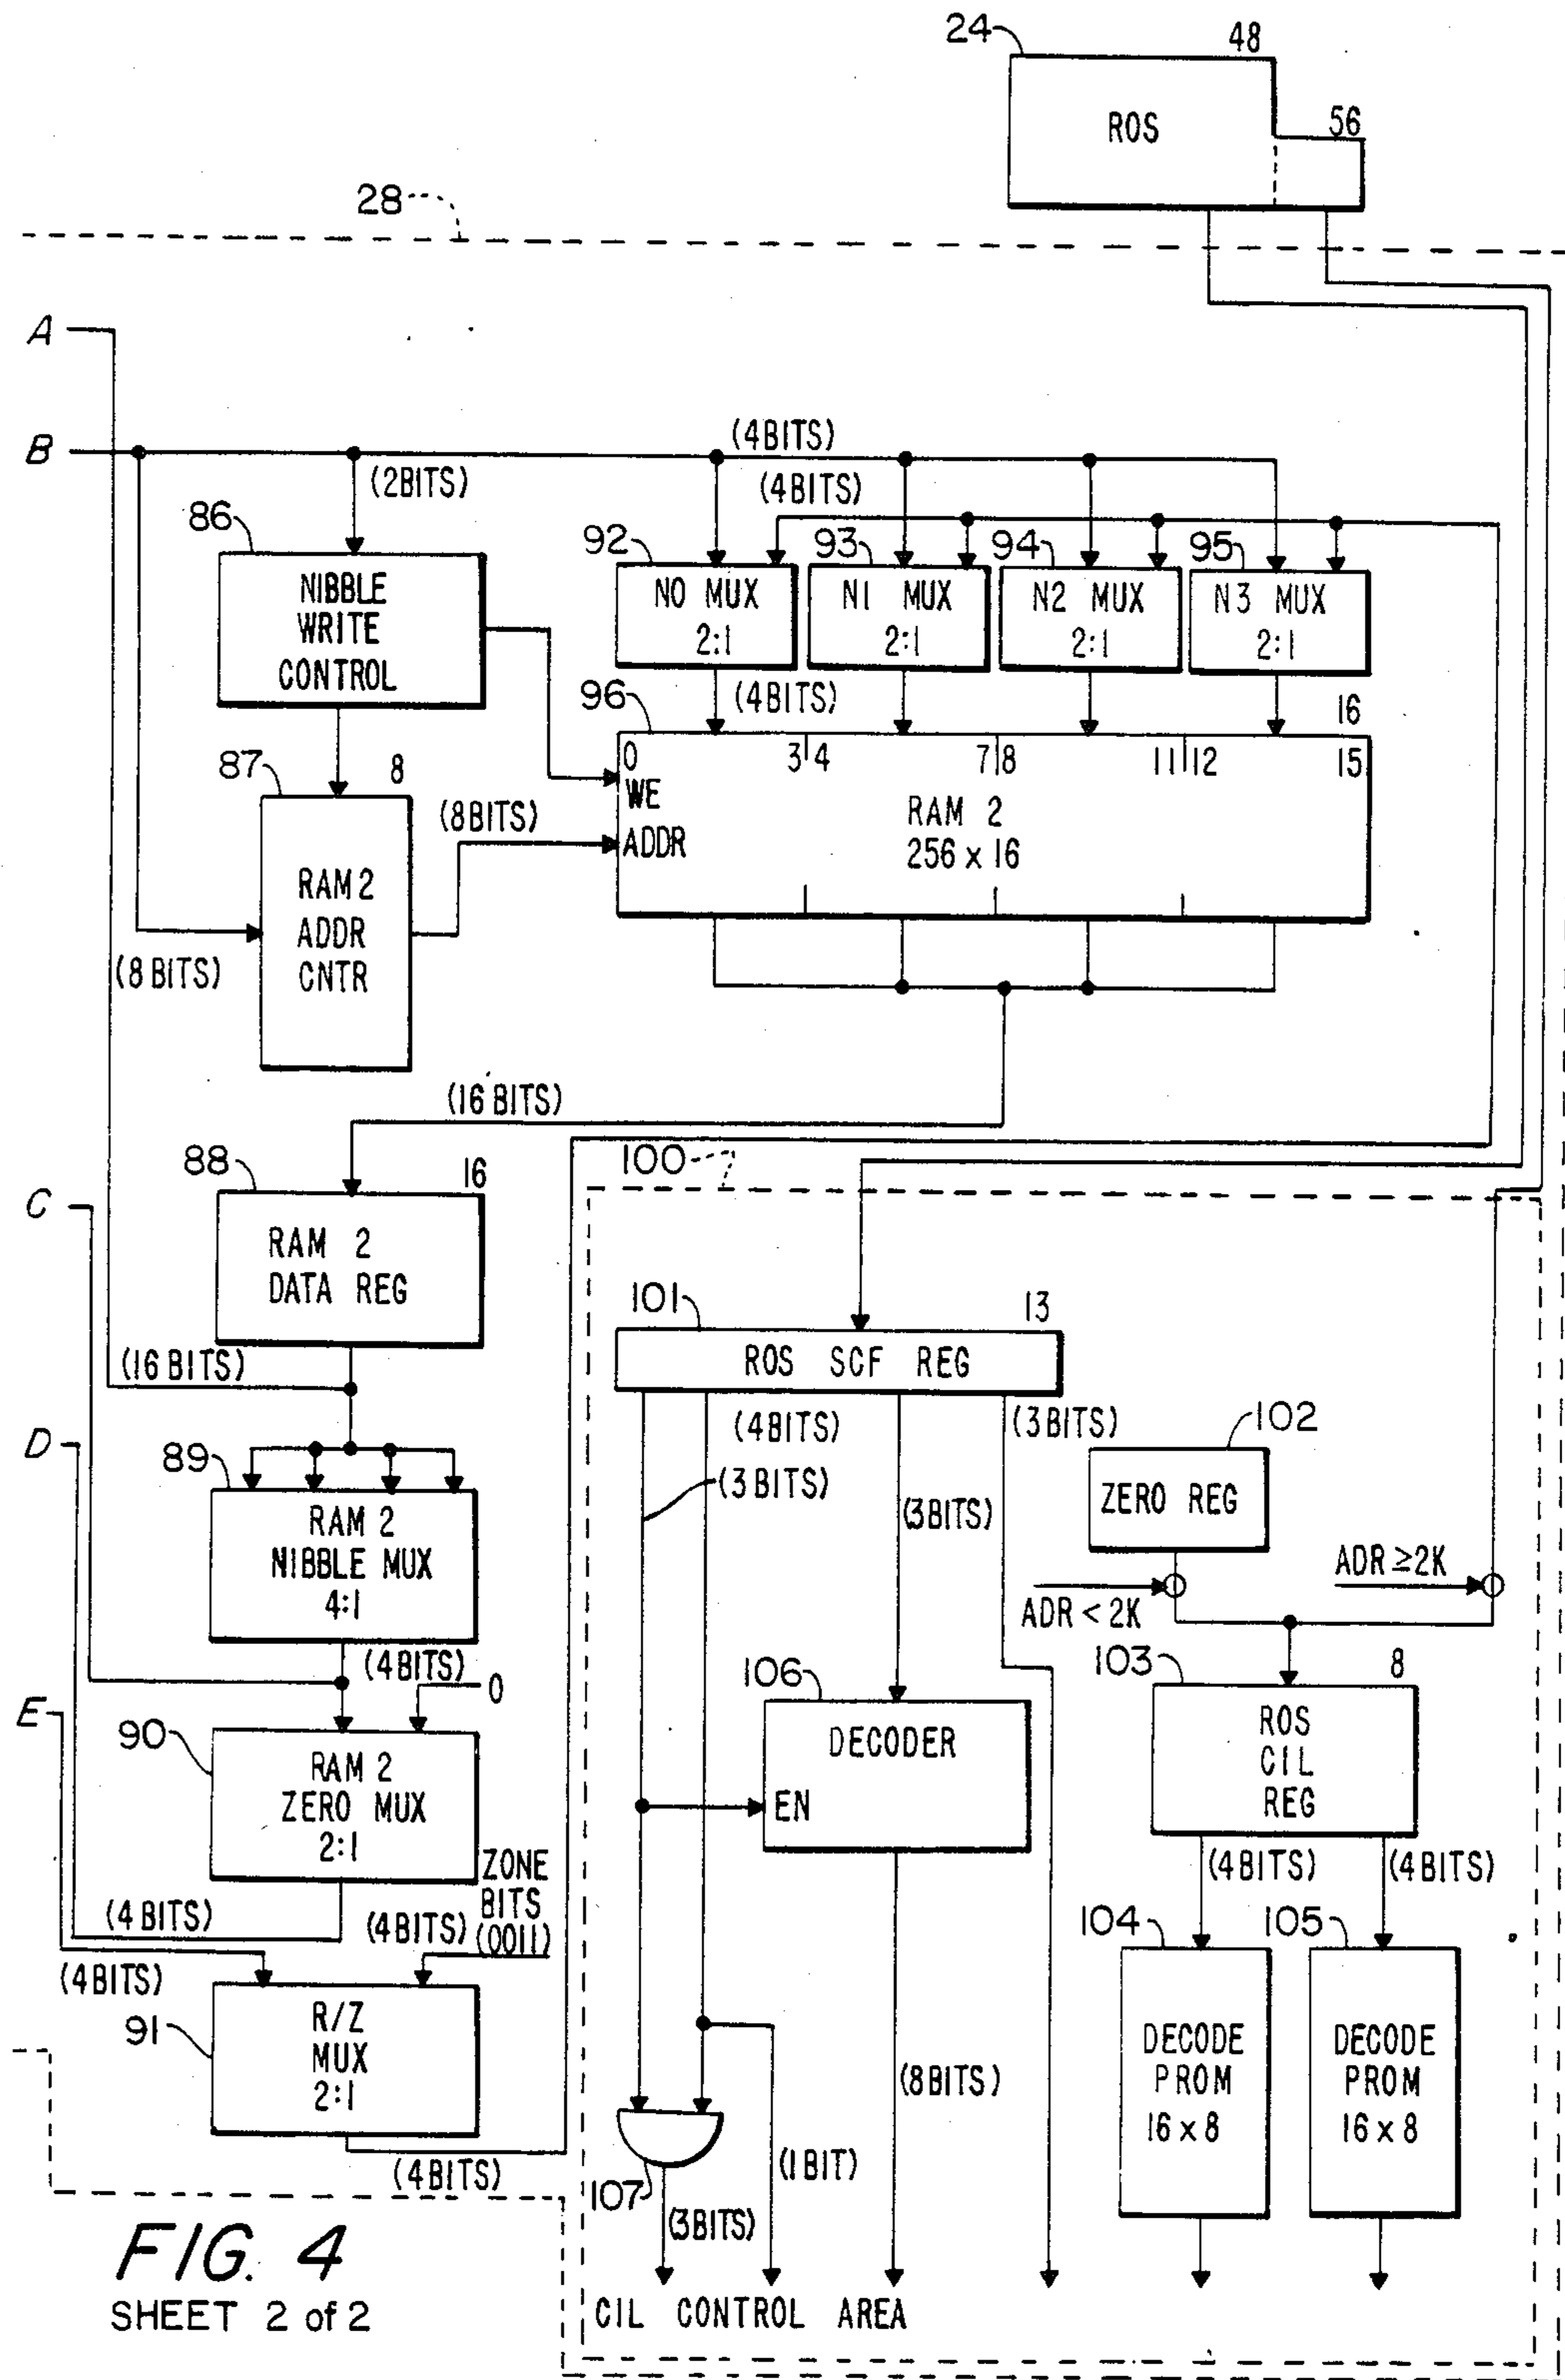 24
48
ROS
56
28
A
B
(4BITS)
(2BITS)
(4BITS)
86
92
93
94
95
NIBBLE
WRITE
CONTROL
N0 MUX
2:1
N1 MUX
2:1
N2 MUX
2:1
N3 MUX
2:1
96
(4BITS)
16
87
8
0
3
4
7
8
11
12
15
WE
(8BITS)
ADDR
RAM 2
256 x 16
RAM 2
ADDR
CNTR
(8 BITS)
(16 BITS)
88
16
100
C
RAM 2
DATA REG
101
13
ROS SCF REG
(16 BITS)
(4BITS)
(3BITS)
102
D
89
(3BITS)
(3BITS)
ZERO REG
RAM 2
NIBBLE MUX
4:1
ADR ≥2K
ADR < 2K
(4BITS)
0
106
103
8
E
90
DECODER
ROS
CIL
REG
RAM 2
ZERO MUX
2:1
EN
ZONE
BITS
(0011)
(4BITS)
(4BITS)
(4 BITS)
(4BITS)
104
105
(4BITS)
91
R/Z
MUX
2:1
DECODE
PROM
16 x 8
DECODE
PROM
16 x 8
(8BITS)
(4BITS)
107
(1BIT)
(3BITS)
FIG. 4
SHEET 2 of 2
CIL CONTROL AREA